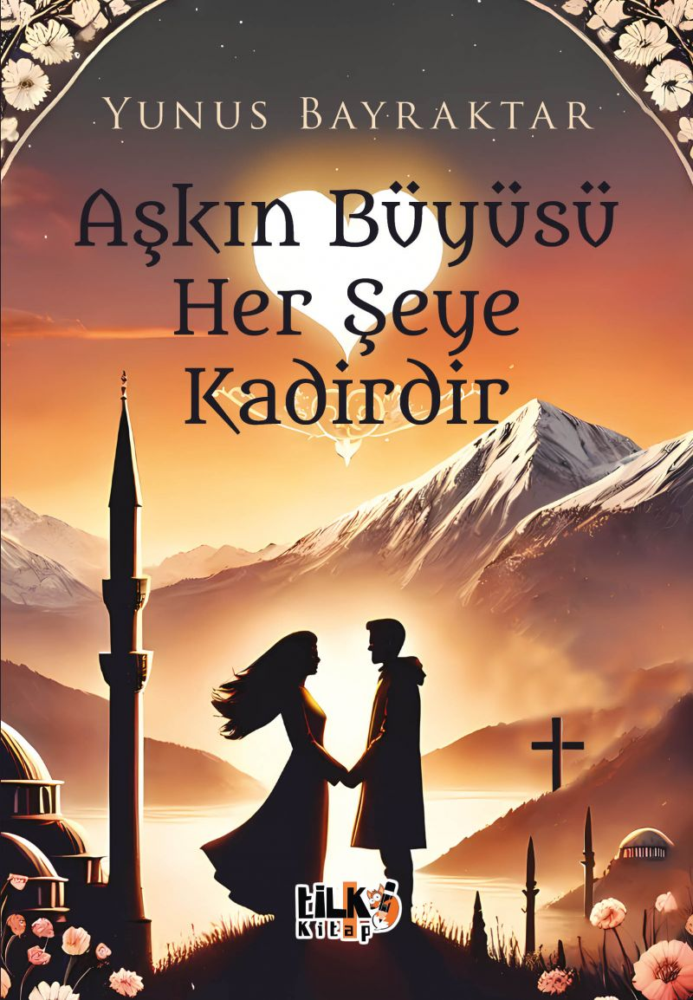 Yunus Bayraktar
Aşkın Büyüsü
Her Şeye
Kadirdir
tiLKi
Kitap